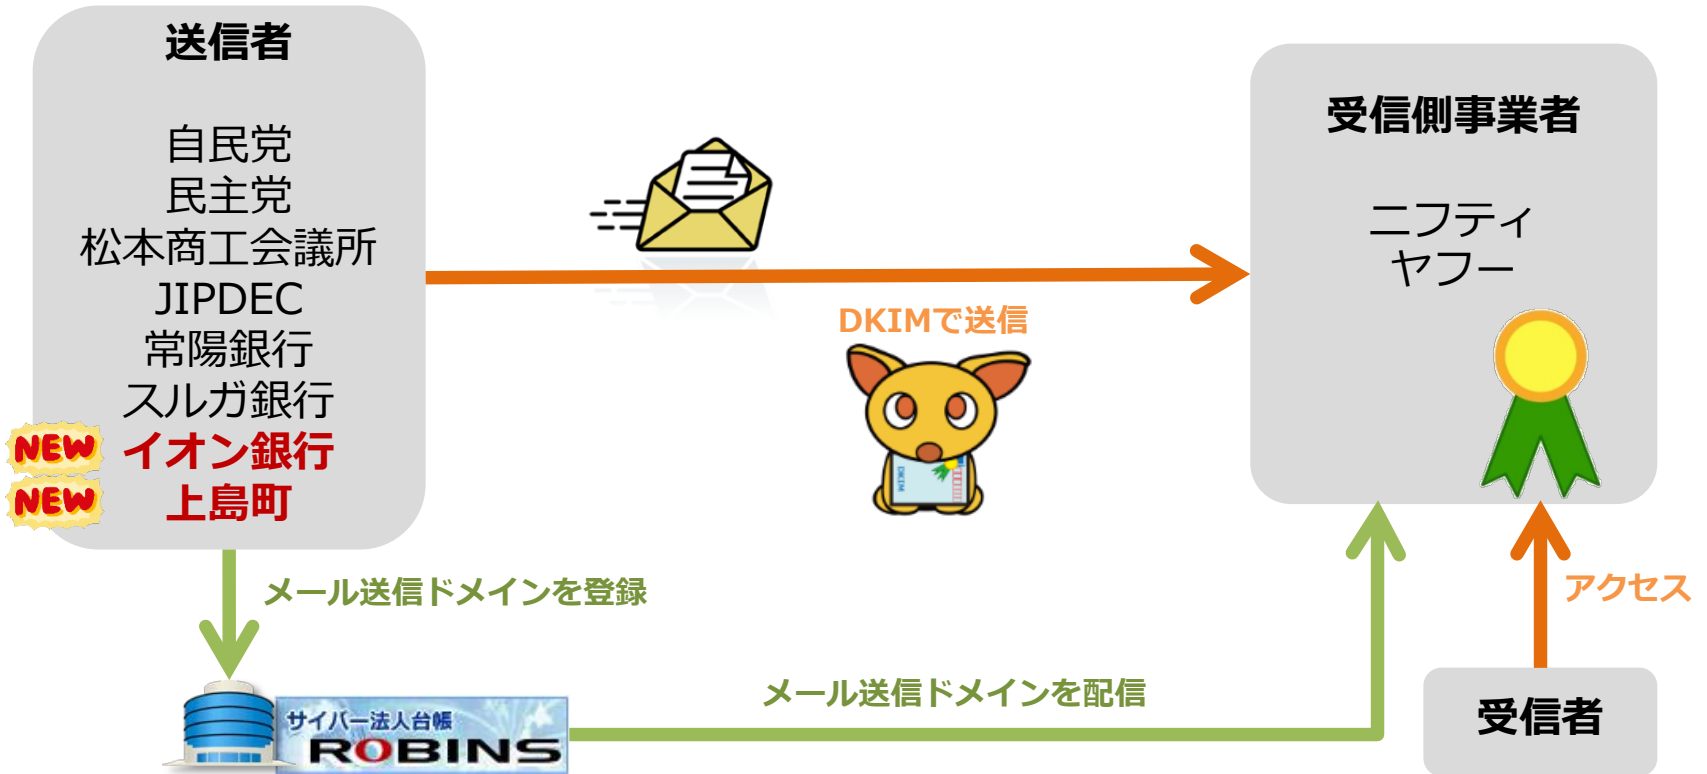 送信者
自民党
民主党
松本商工会議所
JIPDEC
常陽銀行
スルガ銀行
NEW イオン銀行
NEW 上島町
DKIMで送信
DKIM
受信側事業者
ニフティ
ヤフー
メール送信ドメインを登録
サイバー法人台帳
ROBINS
メール送信ドメインを配信
アクセス
受信者